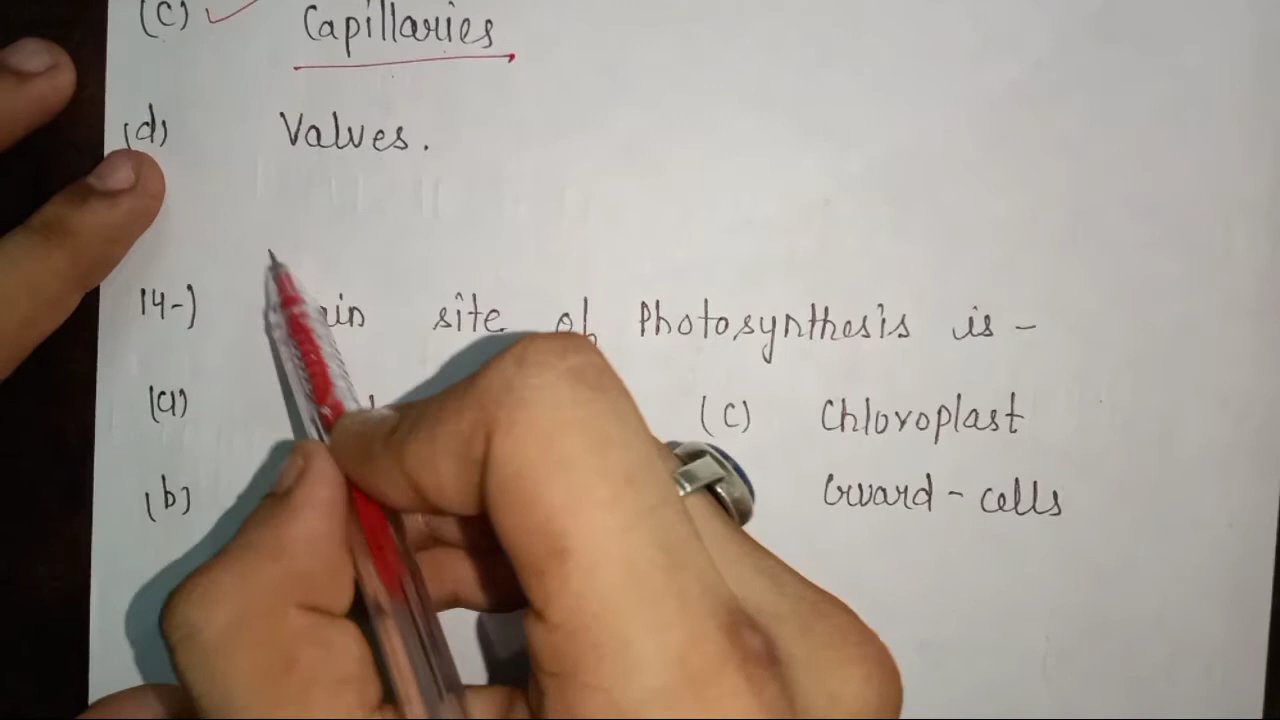 (C) Capillaries
(d) Valves.
14-) site of Photosynthesis is -
(a) (C) Chloroplast
(b) Guard - cells